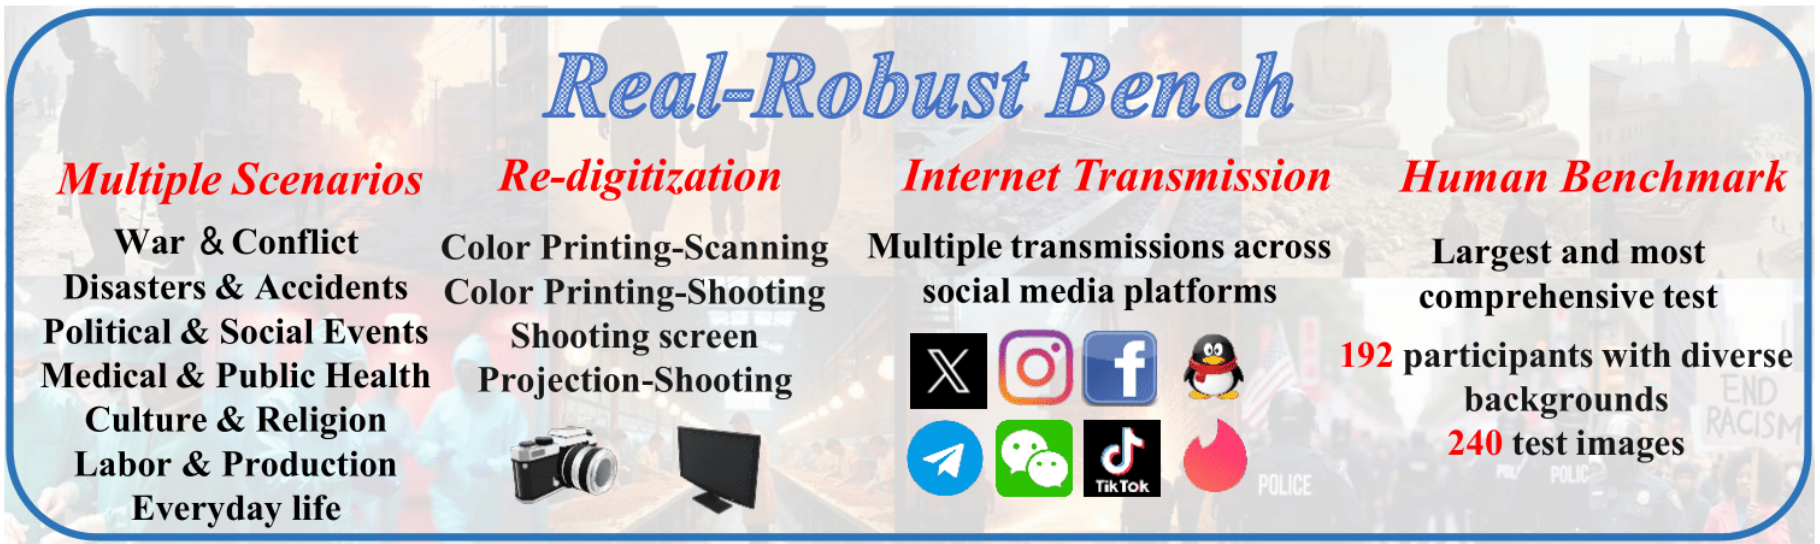 Real-Robust Bench
Multiple Scenarios
War & Conflict
Disasters & Accidents
Political & Social Events
Medical & Public Health
Culture & Religion
Labor & Production
Everyday life
Re-digitization
Color Printing-Scanning
Color Printing-Shooting
Shooting screen
Projection-Shooting
Internet Transmission
Multiple transmissions across
social media platforms
X
f
TikTok
Human Benchmark
Largest and most
comprehensive test
192 participants with diverse
backgrounds
240 test images
END
RACISM
POLICE
POLIC